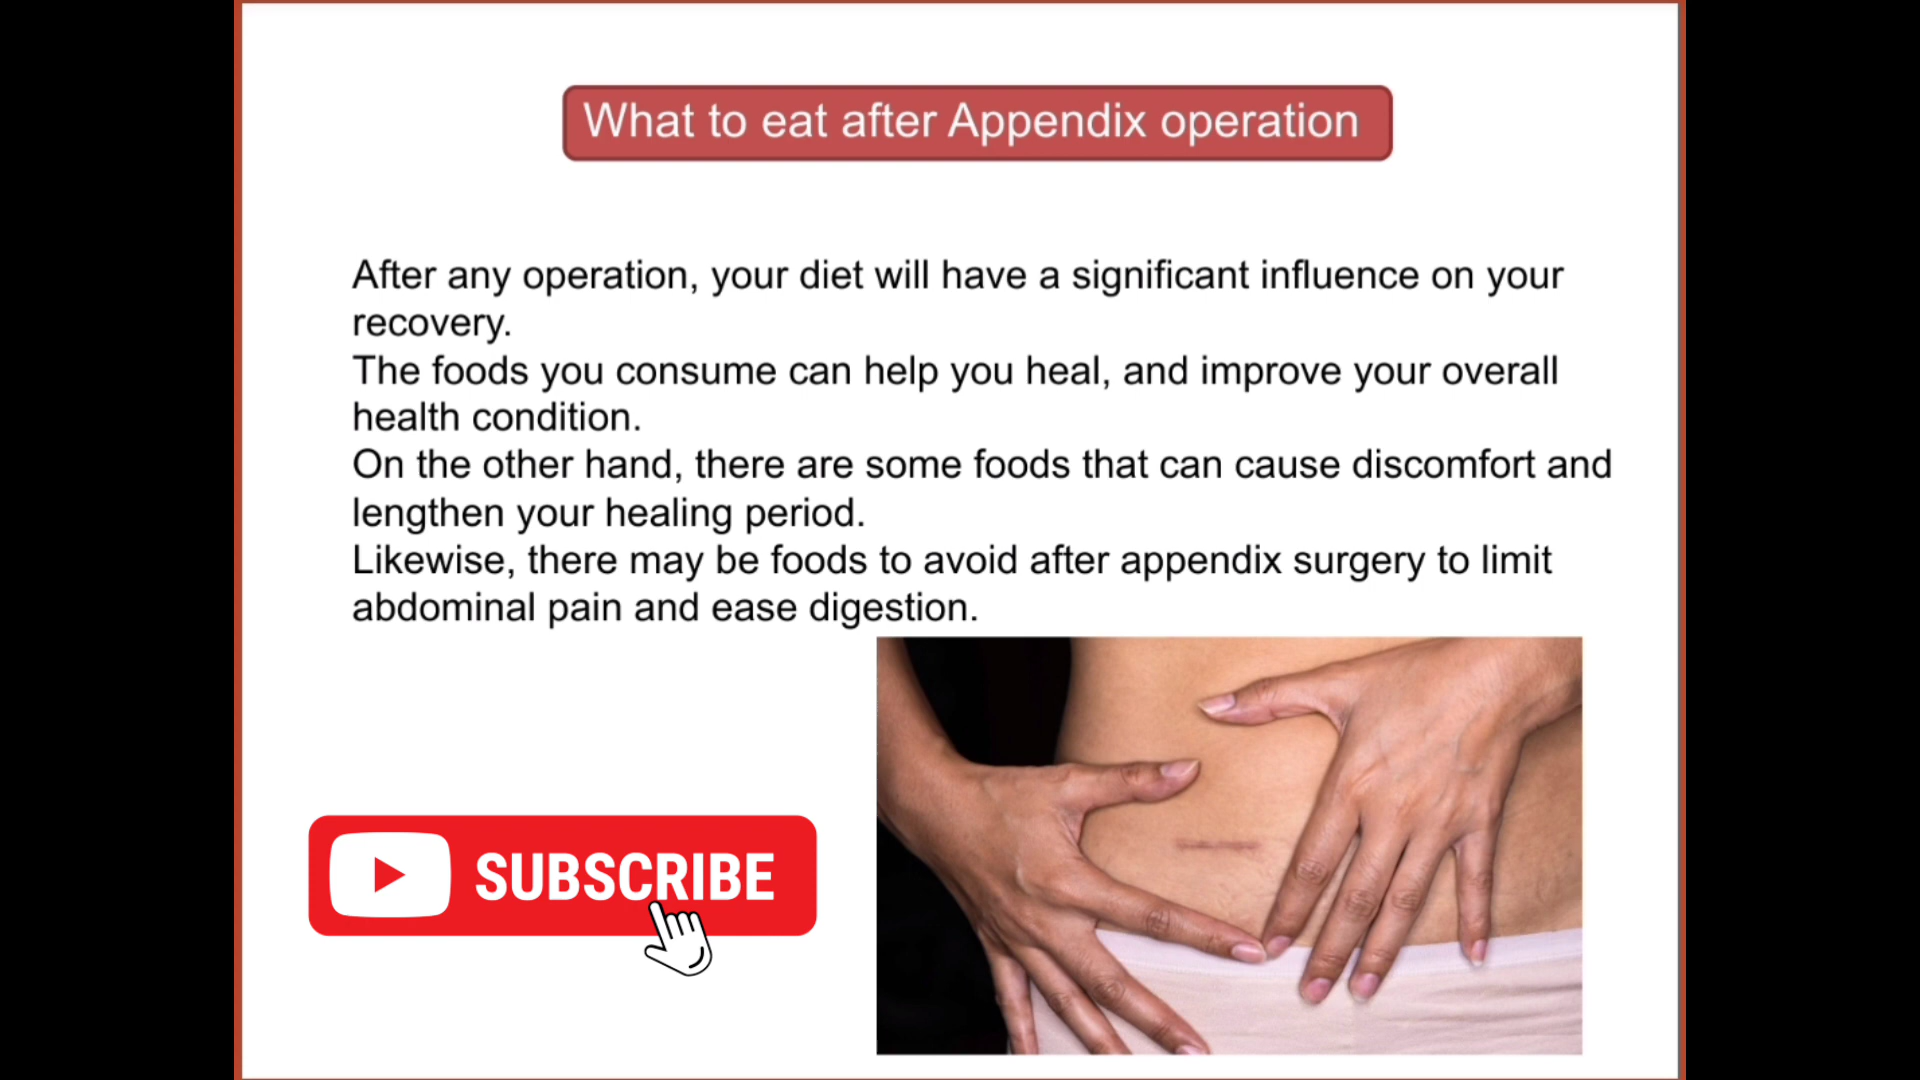 What to eat after Appendix operation
After any operation, your diet will have a significant influence on your
recovery.
The foods you consume can help you heal, and improve your overall
health condition.
On the other hand, there are some foods that can cause discomfort and
lengthen your healing period.
Likewise, there may be foods to avoid after appendix surgery to limit
abdominal pain and ease digestion.
SUBSCRIBE